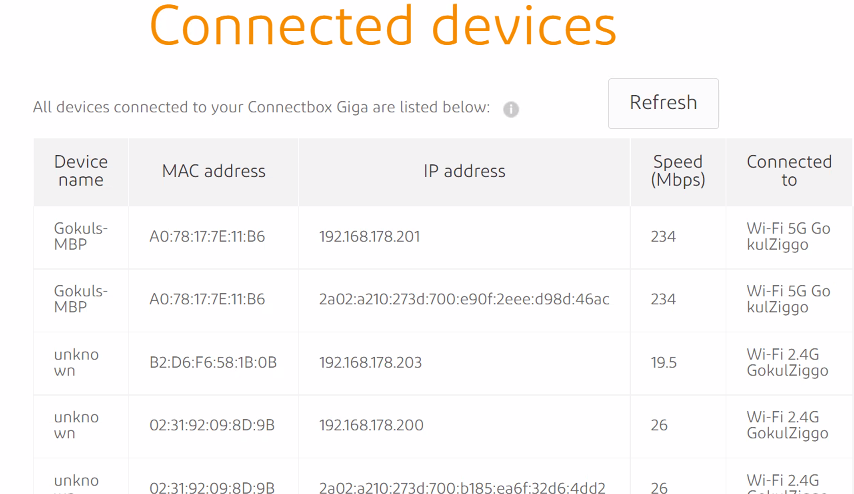 Connected devices
All devices connected to your Connectbox Giga are listed below: i
Refresh
Device name MAC address IP address Speed (Mbps) Connected to
Gokuls-MBP A0:78:17:7E:11:B6 192.168.178.201 234 Wi-Fi 5G GokulZiggo
Gokuls-MBP A0:78:17:7E:11:B6 2a02:a210:273d:700:e90f:2eee:d98d:46ac 234 Wi-Fi 5G GokulZiggo
unknown B2:D6:F6:58:1B:0B 192.168.178.203 19.5 Wi-Fi 2.4G GokulZiggo
unknown 02:31:92:09:8D:9B 192.168.178.200 26 Wi-Fi 2.4G GokulZiggo
unkno 02:31:92:09:8D:9B 2a02:a210:273d:700:b185:ea6f:32d6:4dd2 26 Wi-Fi 2.4G